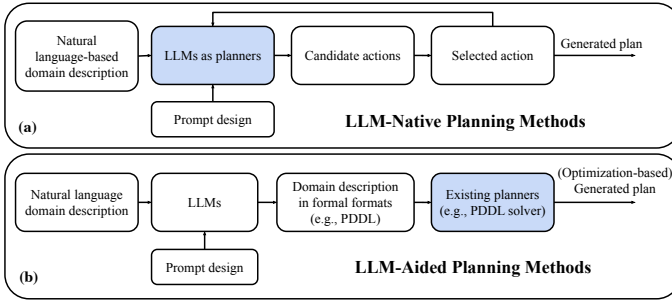 Natural
language-based
domain description
LLMs as planners
Candidate actions
Selected action
Generated plan
Prompt design
(a)
LLM-Native Planning Methods
Natural language
domain description
LLMs
Domain description
in formal formats
(e.g., PDDL)
Existing planners
(e.g., PDDL solver)
(Optimization-based)
Generated plan
Prompt design
(b)
LLM-Aided Planning Methods